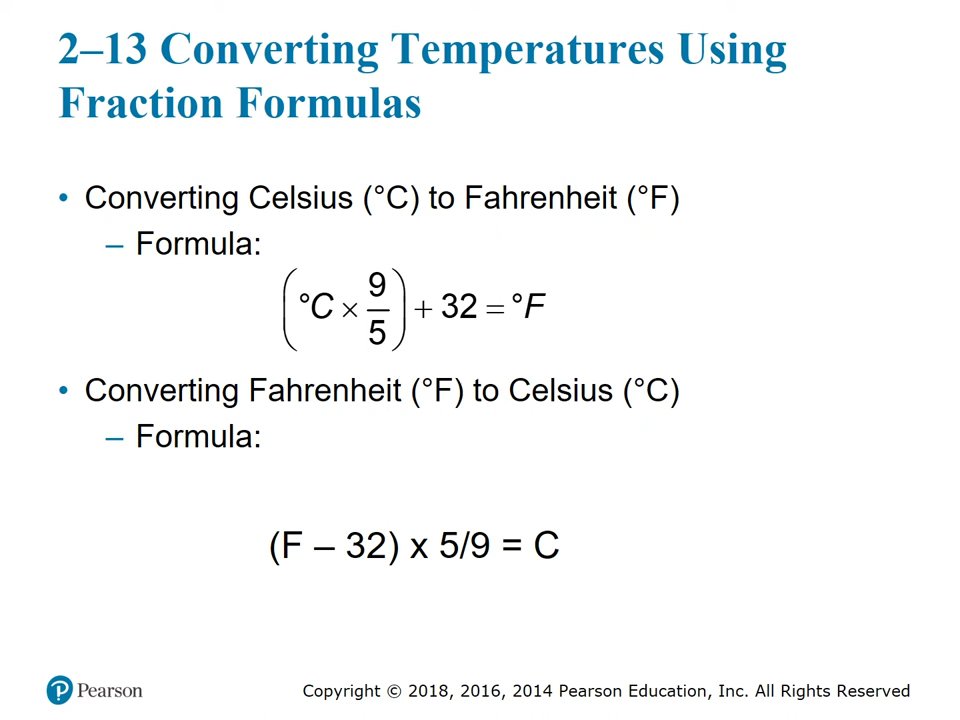 2–13 Converting Temperatures Using
Fraction Formulas
• Converting Celsius (°C) to Fahrenheit (°F)
– Formula:
(°C × 9/5) + 32 = °F
• Converting Fahrenheit (°F) to Celsius (°C)
– Formula:
(F – 32) x 5/9 = C
P Pearson
Copyright © 2018, 2016, 2014 Pearson Education, Inc. All Rights Reserved